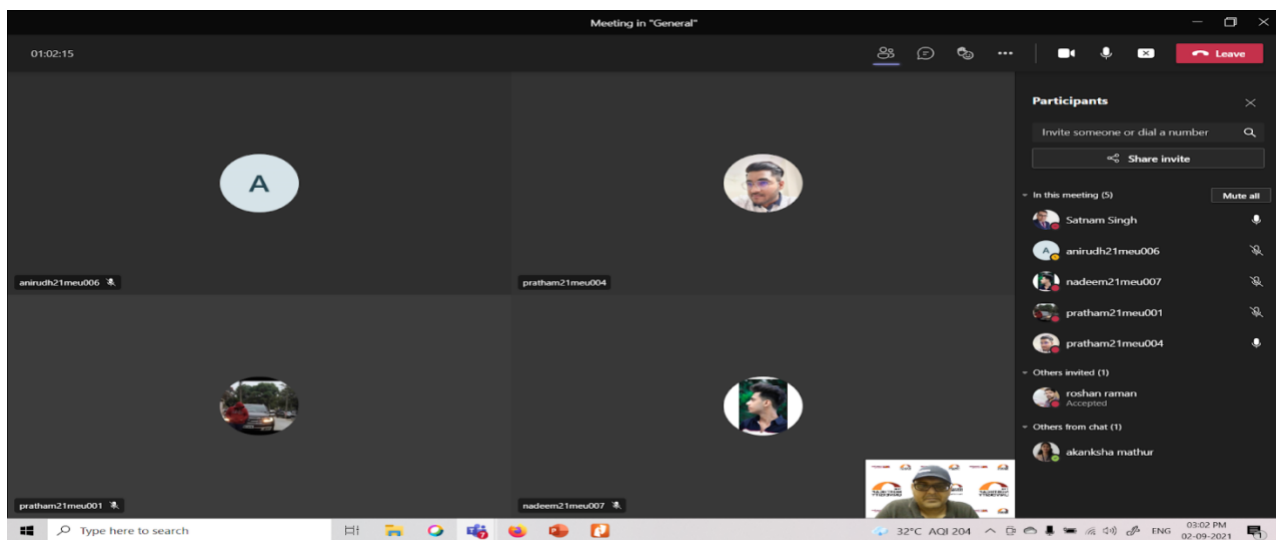 Meeting in "General"
01:02:15
Leave
Participants
Invite someone or dial a number
Share invite
In this meeting (5)
Mute all
Satnam Singh
A
anirudh21meu006
nadeem21meu007
pratham21meu001
pratham21meu004
Others invited (1)
roshan raman
Accepted
Others from chat (1)
akanksha mathur
A
anirudh21meu006
pratham21meu004
pratham21meu001
nadeem21meu007
Type here to search
32°C AQI 204
ENG
03:02 PM
02-09-2021